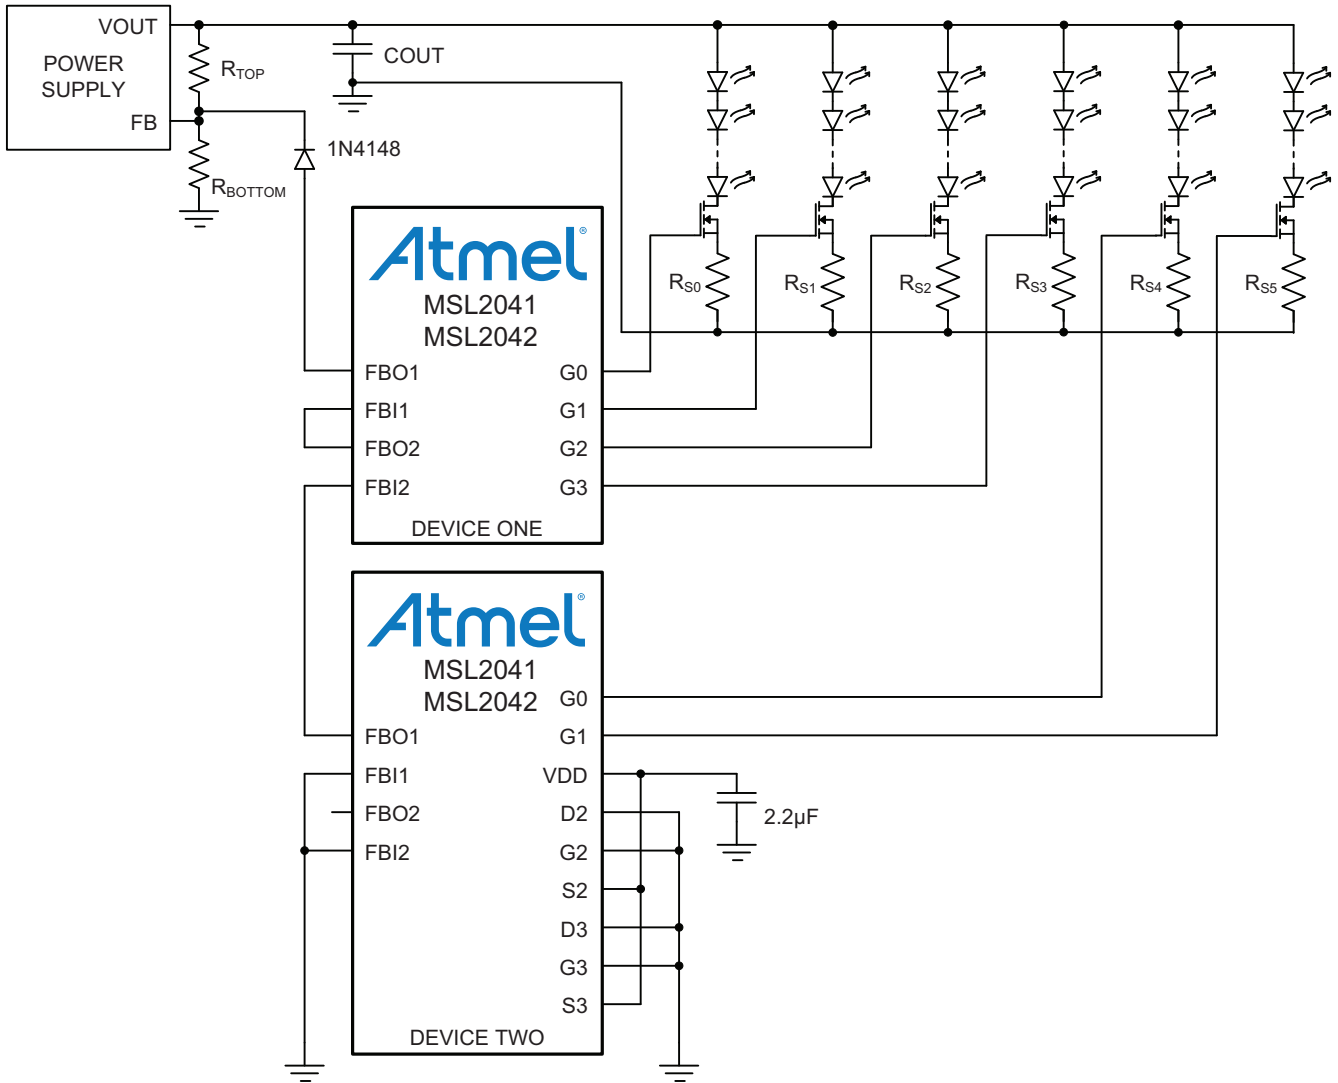 VOUT
POWER
SUPPLY
FB
RTOP
RBOTTOM
COUT
1N4148
Atmel®
MSL2041
MSL2042
FBO1
FBI1
FBO2
FBI2
G0
G1
G2
G3
DEVICE ONE
RS0
RS1
RS2
RS3
RS4
RS5
Atmel®
MSL2041
MSL2042
FBO1
FBI1
FBO2
FBI2
G0
G1
VDD
D2
G2
S2
D3
G3
S3
DEVICE TWO
2.2µF